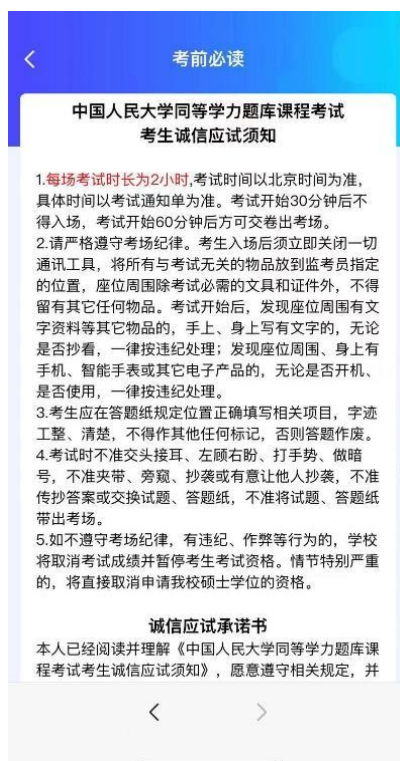 考前必读
中国人民大学同等学力题库课程考试
考生诚信应试须知
1.每场考试时长为2小时,考试时间以北京时间为准,
具体时间以考试通知单为准。考试开始30分钟后不
得入场，考试开始60分钟后方可交卷出考场。
2.请严格遵守考场纪律。考生入场后须立即关闭一切
通讯工具，将所有与考试无关的物品放到监考员指定
的位置，座位周围除考试必需的文具和证件外，不得
留有其它任何物品。考试开始后，发现座位周围有文
字资料等其它物品的，手上、身上写有文字的，无论
是否抄看，一律按违纪处理；发现座位周围、身上有
手机、智能手表或其它电子产品的，无论是否开机、
是否使用，一律按违纪处理。
3.考生应在答题纸规定位置正确填写相关项目，字迹
工整、清楚，不得作其他任何标记，否则答题作废。
4.考试时不准交头接耳、左顾右盼、打手势、做暗
号，不准夹带、旁窥、抄袭或有意让他人抄袭，不准
传抄答案或交换试题、答题纸，不准将试题、答题纸
带出考场。
5.如不遵守考场纪律，有违纪、作弊等行为的，学校
将取消考试成绩并暂停考生考试资格。情节特别严重
的，将直接取消申请我校硕士学位的资格。
诚信应试承诺书
本人已经阅读并理解《中国人民大学同等学力题库课
程考试考生诚信应试须知》，愿意遵守相关规定，并